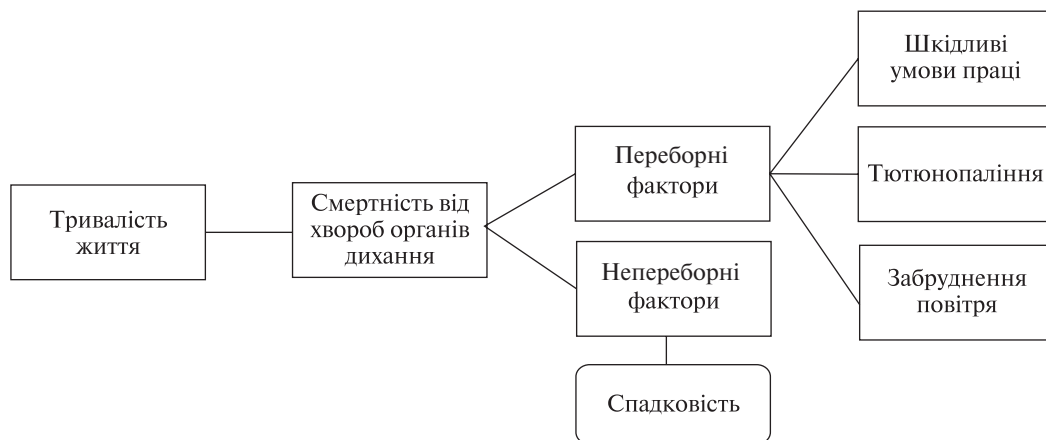 Тривалість
життя
Смертність від
хвороб органів
дихання
Переборні
фактори
Непереборні
фактори
Спадковість
Шкідливі
умови праці
Тютюнопаління
Забруднення
повітря